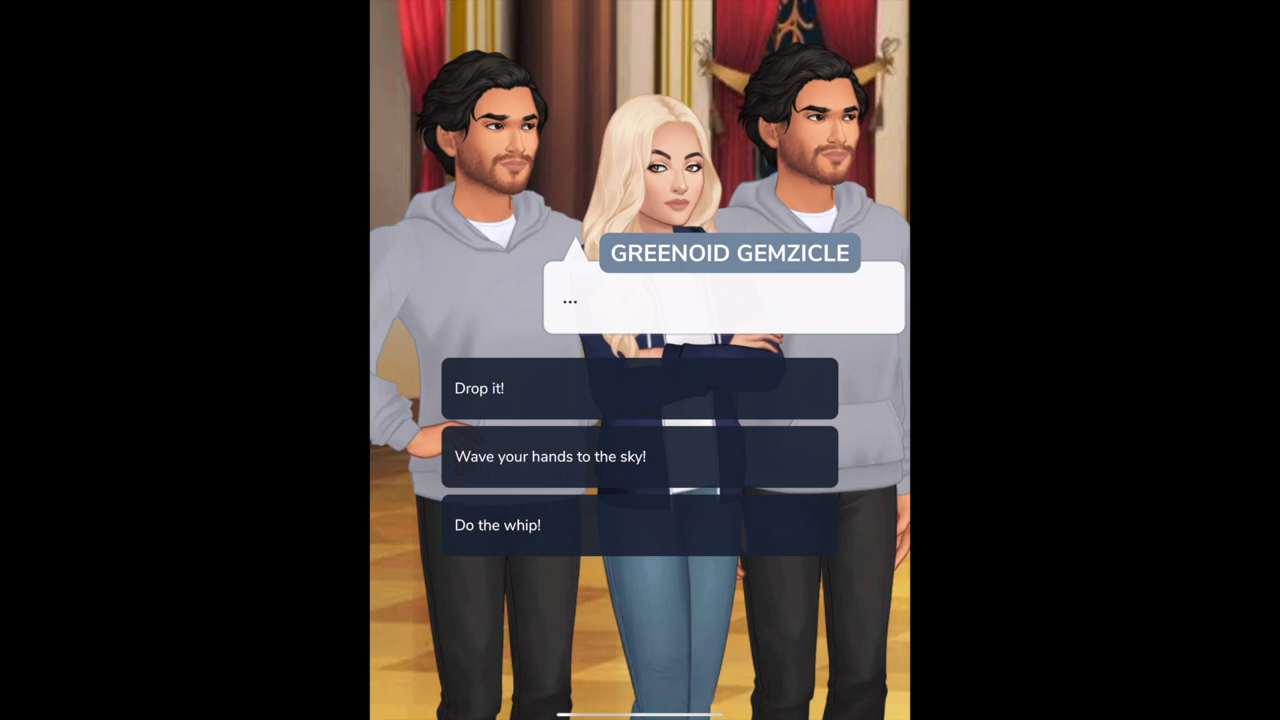 GREENOID GEMZICLE
...
Drop it!
Wave your hands to the sky!
Do the whip!